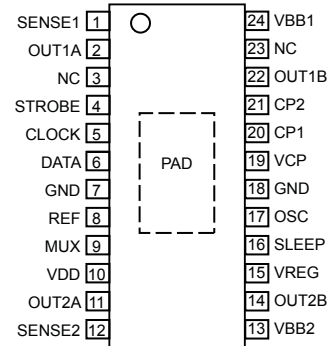 SENSE1 1
OUT1A 2
NC 3
STROBE 4
CLOCK 5
DATA 6
GND 7
REF 8
MUX 9
VDD 10
OUT2A 11
SENSE2 12
PAD
24 VBB1
23 NC
22 OUT1B
21 CP2
20 CP1
19 VCP
18 GND
17 OSC
16 SLEEP
15 VREG
14 OUT2B
13 VBB2